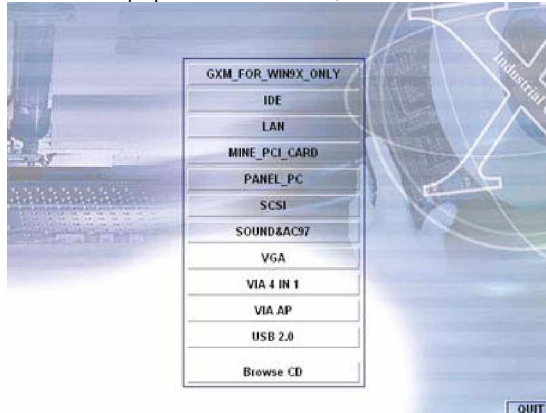 Industrial
GXM_FOR_WIN9X_ONLY
IDE
LAN
MINE_PCI_CARD
PANEL_PC
SCSI
SOUND&AC97
VGA
VIA 4 IN 1
VIA AP
USB 2.0
Browse CD
QUIT